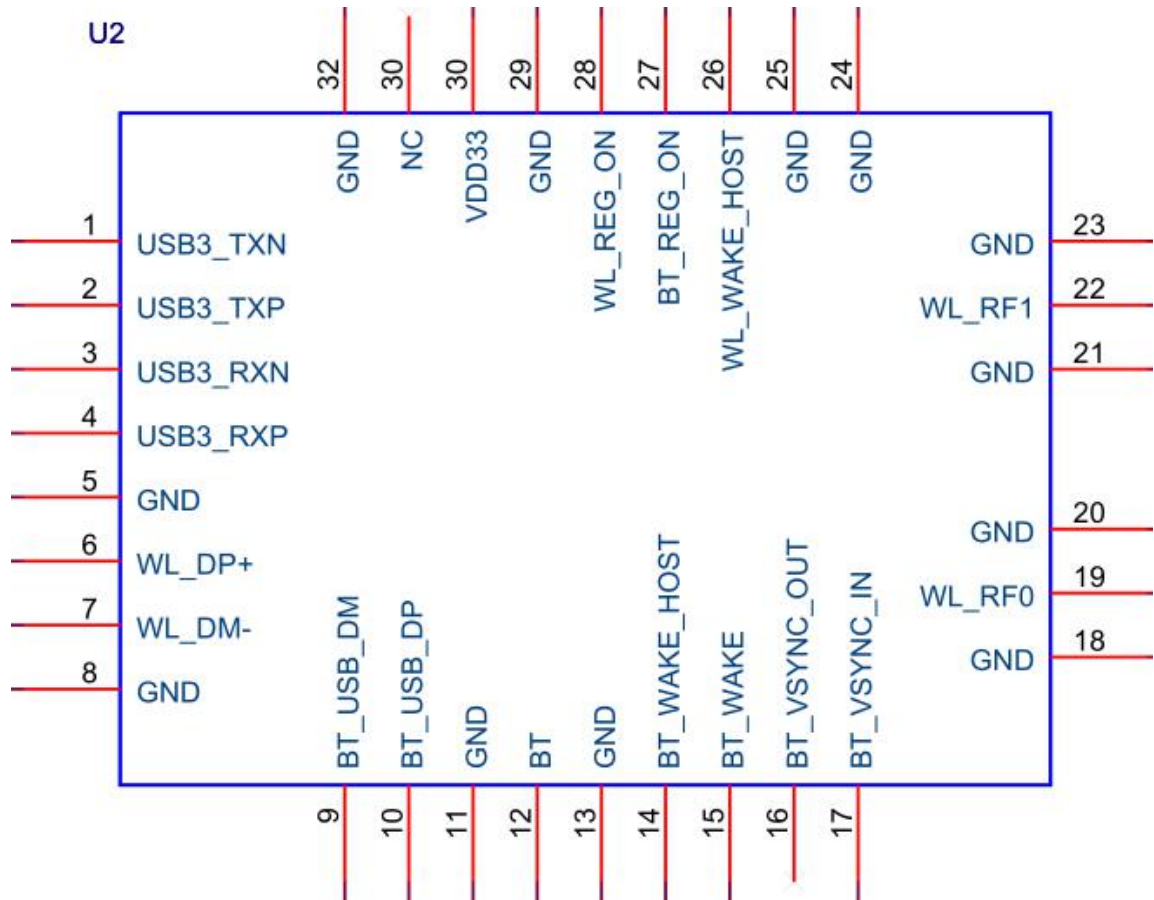 U2
32
30
30
29
28
27
26
25
24
GND
NC
VDD33
GND
WL_REG_ON
BT_REG_ON
WL_WAKE_HOST
GND
GND
1
USB3_TXN
2
USB3_TXP
3
USB3_RXN
4
USB3_RXP
5
GND
6
WL_DP+
7
WL_DM-
8
GND
23
GND
22
WL_RF1
21
GND
20
GND
19
WL_RF0
18
GND
BT_USB_DM
BT_USB_DP
GND
BT
GND
BT_WAKE_HOST
BT_WAKE
BT_VSYNC_OUT
BT_VSYNC_IN
9
10
11
12
13
14
15
16
17